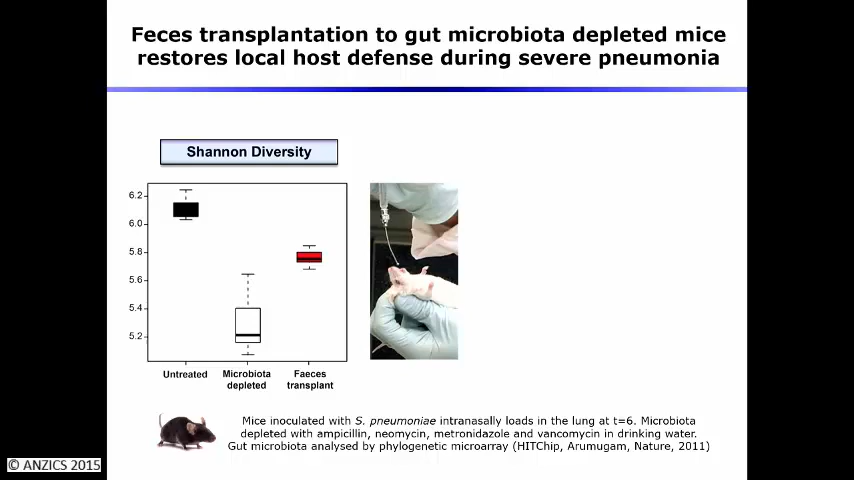 Feces transplantation to gut microbiota depleted mice
restores local host defense during severe pneumonia
Shannon Diversity
6.2
6.0
5.8
5.6
5.4
5.2
Untreated
Microbiota
depleted
Faeces
transplant
Mice inoculated with S. pneumoniae intranasally loads in the lung at t=6. Microbiota
depleted with ampicillin, neomycin, metronidazole and vancomycin in drinking water.
Gut microbiota analysed by phylogenetic microarray (HITChip, Arumugam, Nature, 2011)
© ANZICS 2015